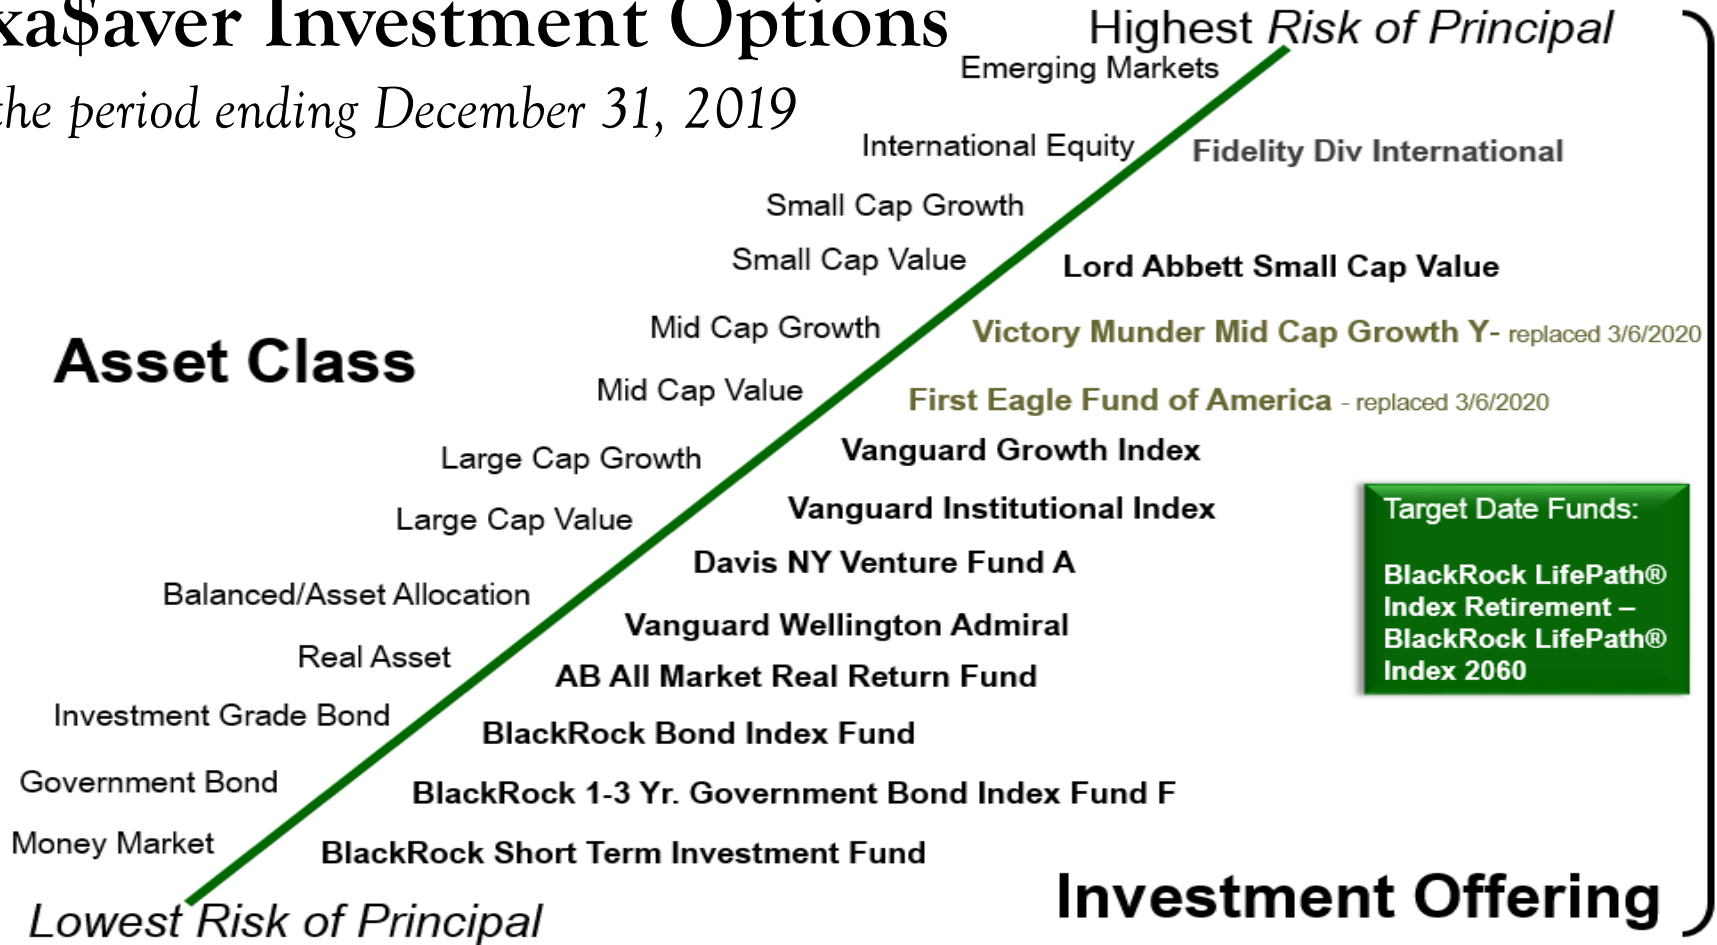 xa$aver Investment Options
the period ending December 31, 2019
Highest Risk of Principal
Emerging Markets
International Equity
Fidelity Div International
Small Cap Growth
Small Cap Value
Lord Abbett Small Cap Value
Mid Cap Growth
Victory Munder Mid Cap Growth Y- replaced 3/6/2020
Asset Class
Mid Cap Value
First Eagle Fund of America - replaced 3/6/2020
Large Cap Growth
Vanguard Growth Index
Large Cap Value
Vanguard Institutional Index
Davis NY Venture Fund A
Balanced/Asset Allocation
Vanguard Wellington Admiral
Real Asset
AB All Market Real Return Fund
Investment Grade Bond
BlackRock Bond Index Fund
Government Bond
BlackRock 1-3 Yr. Government Bond Index Fund F
Money Market
BlackRock Short Term Investment Fund
Target Date Funds:
BlackRock LifePath®
Index Retirement –
BlackRock LifePath®
Index 2060
Investment Offering
Lowest Risk of Principal